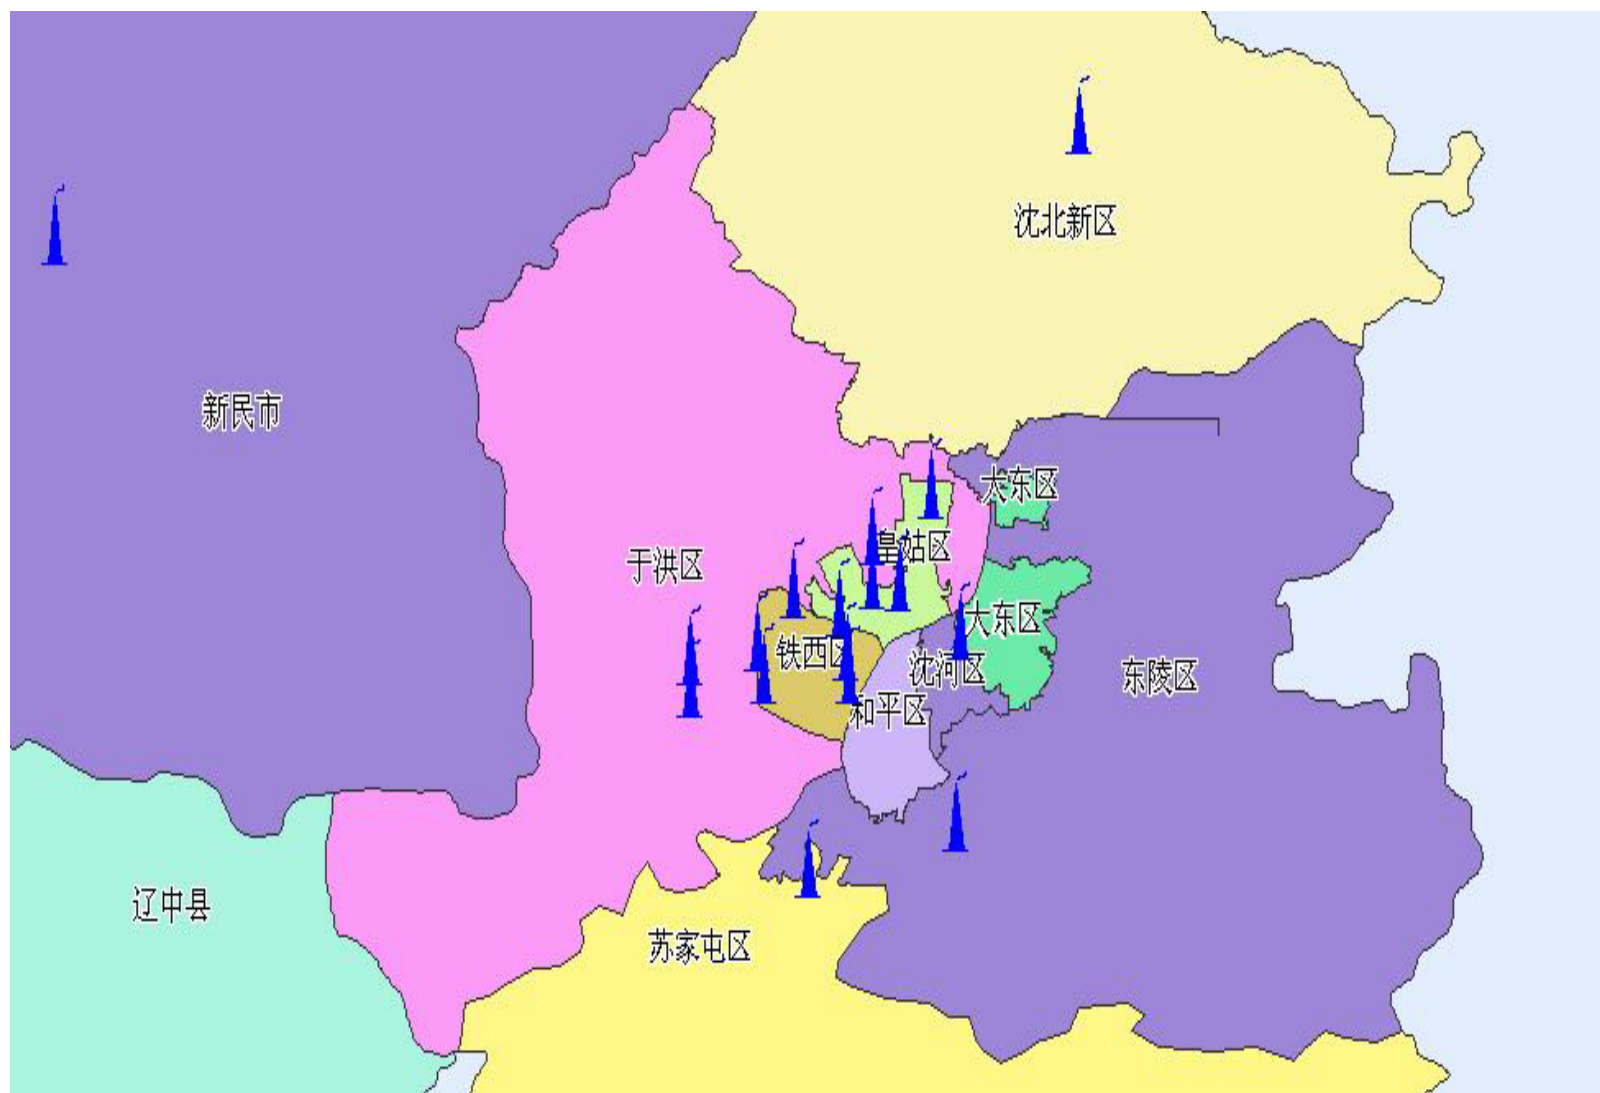 沈北新区
新民市
大东区
皇姑区
于洪区
大东区
铁西区
沈河区
东陵区
和平区
辽中县
苏家屯区